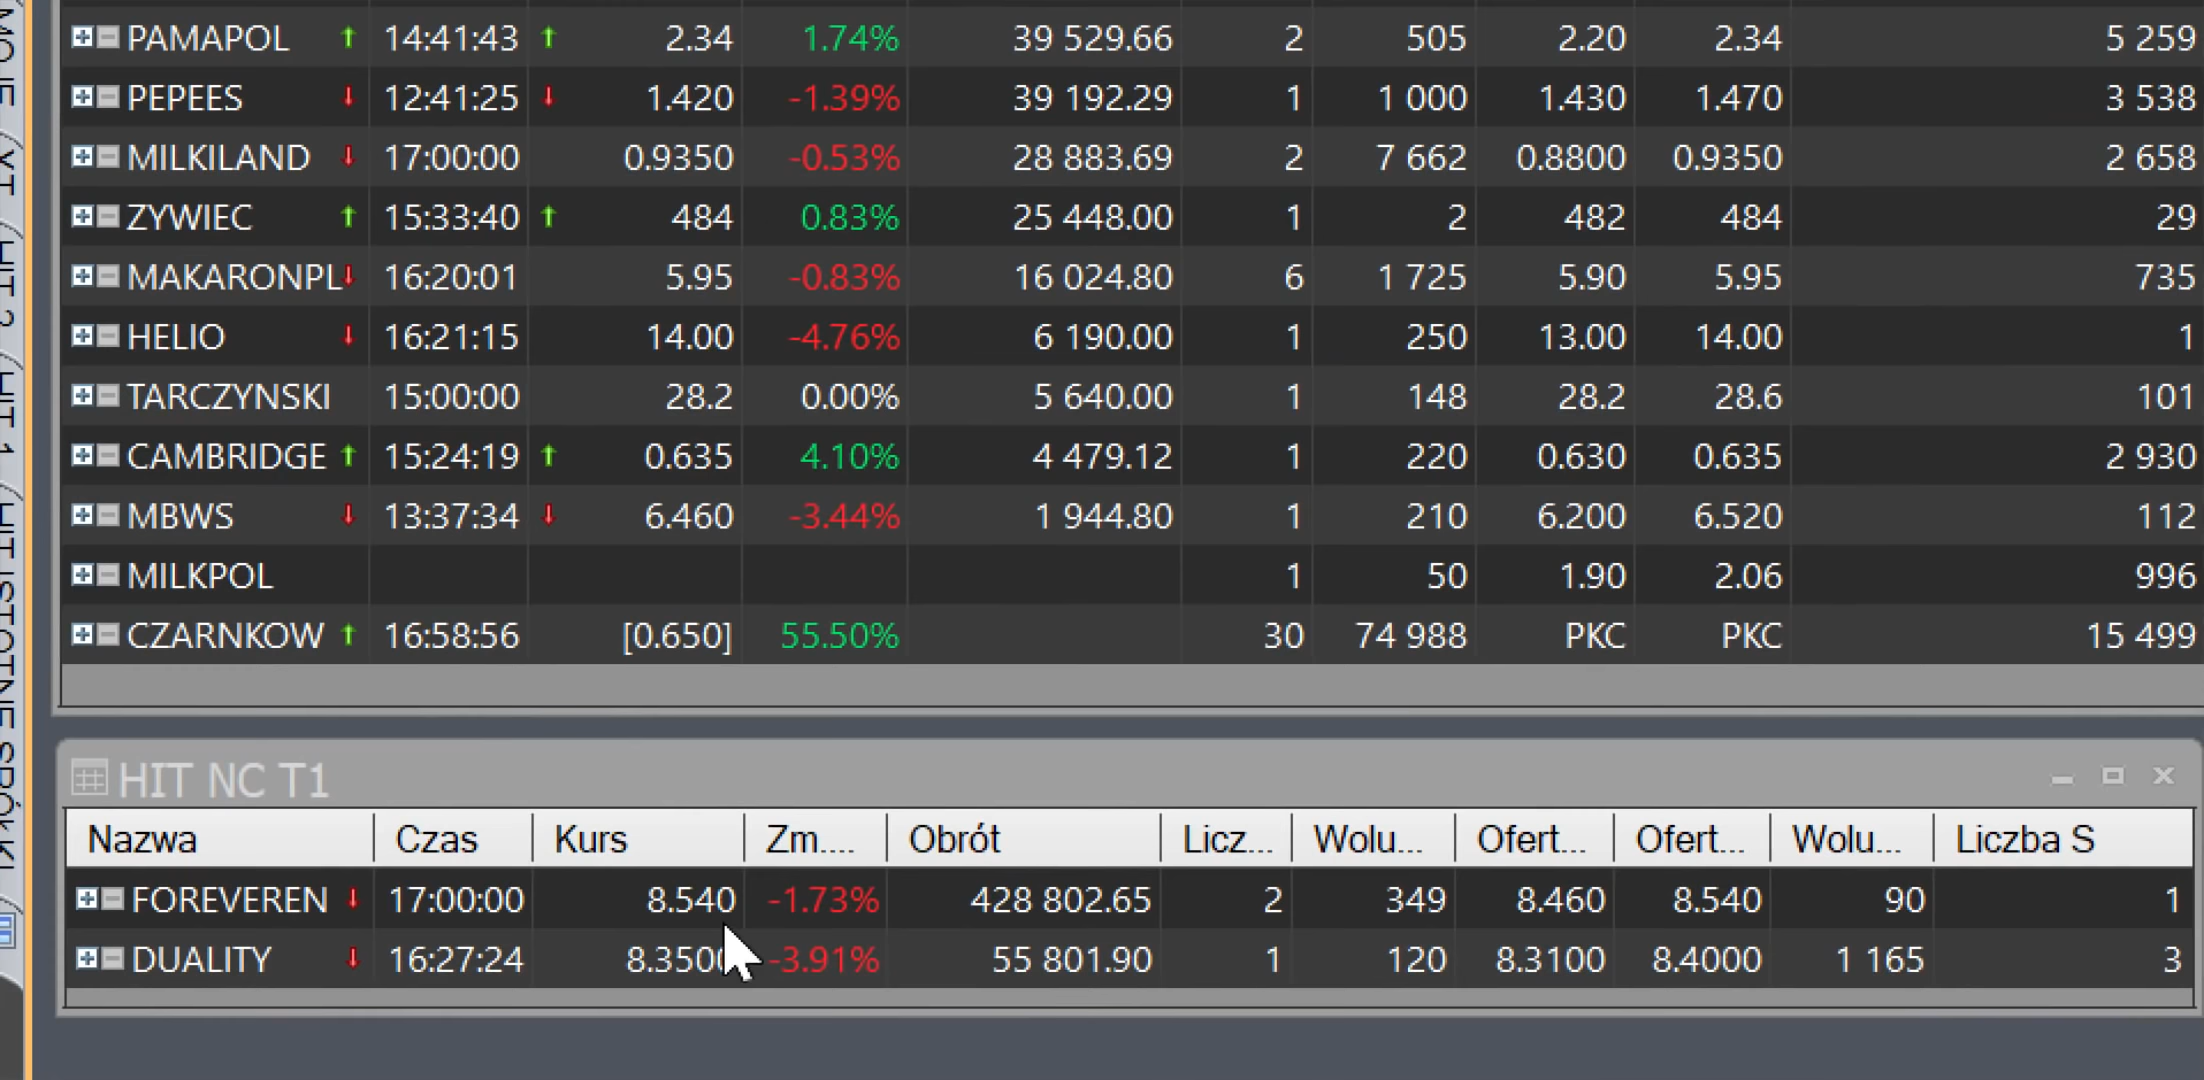 PAMAPOL 14:41:43 2.34 1.74% 39 529.66 2 505 2.20 2.34 5 259
PEPEES 12:41:25 1.420 -1.39% 39 192.29 1 1 000 1.430 1.470 3 538
MILKILAND 17:00:00 0.9350 -0.53% 28 883.69 2 7 662 0.8800 0.9350 2 658
ZYWIEC 15:33:40 484 0.83% 25 448.00 1 2 482 484 29
MAKARONPL 16:20:01 5.95 -0.83% 16 024.80 6 1 725 5.90 5.95 735
HELIO 16:21:15 14.00 -4.76% 6 190.00 1 250 13.00 14.00 1
TARCZYNSKI 15:00:00 28.2 0.00% 5 640.00 1 148 28.2 28.6 101
CAMBRIDGE 15:24:19 0.635 4.10% 4 479.12 1 220 0.630 0.635 2 930
MBWS 13:37:34 6.460 -3.44% 1 944.80 1 210 6.200 6.520 112
MILKPOL 1 50 1.90 2.06 996
CZARNKOW 16:58:56 [0.650] 55.50% 30 74 988 PKC PKC 15 499
HIT NC T1
Nazwa Czas Kurs Zm.... Obrót Licz... Wolu... Ofert... Ofert... Wolu... Liczba S
FOREVEREN 17:00:00 8.540 -1.73% 428 802.65 2 349 8.460 8.540 90 1
DUALITY 16:27:24 8.3500 -3.91% 55 801.90 1 120 8.3100 8.4000 1 165 3
MOJE
XT
HIT 2
HIT 1